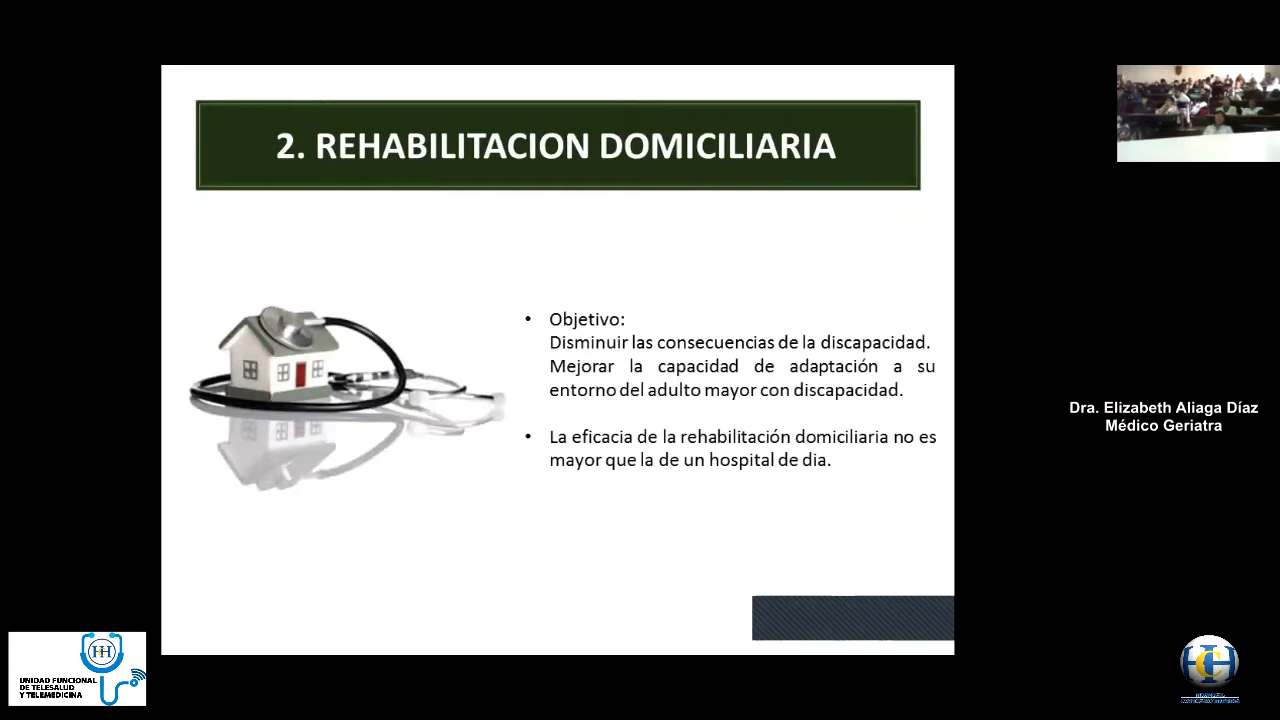 2. REHABILITACION DOMICILIARIA
• Objetivo:
Disminuir las consecuencias de la discapacidad.
Mejorar la capacidad de adaptación a su
entorno del adulto mayor con discapacidad.
• La eficacia de la rehabilitación domiciliaria no es
mayor que la de un hospital de dia.
Dra. Elizabeth Aliaga Díaz
Médico Geriatra
UNIDAD FUNCIONAL
DE TELESALUD
Y TELEMEDICINA